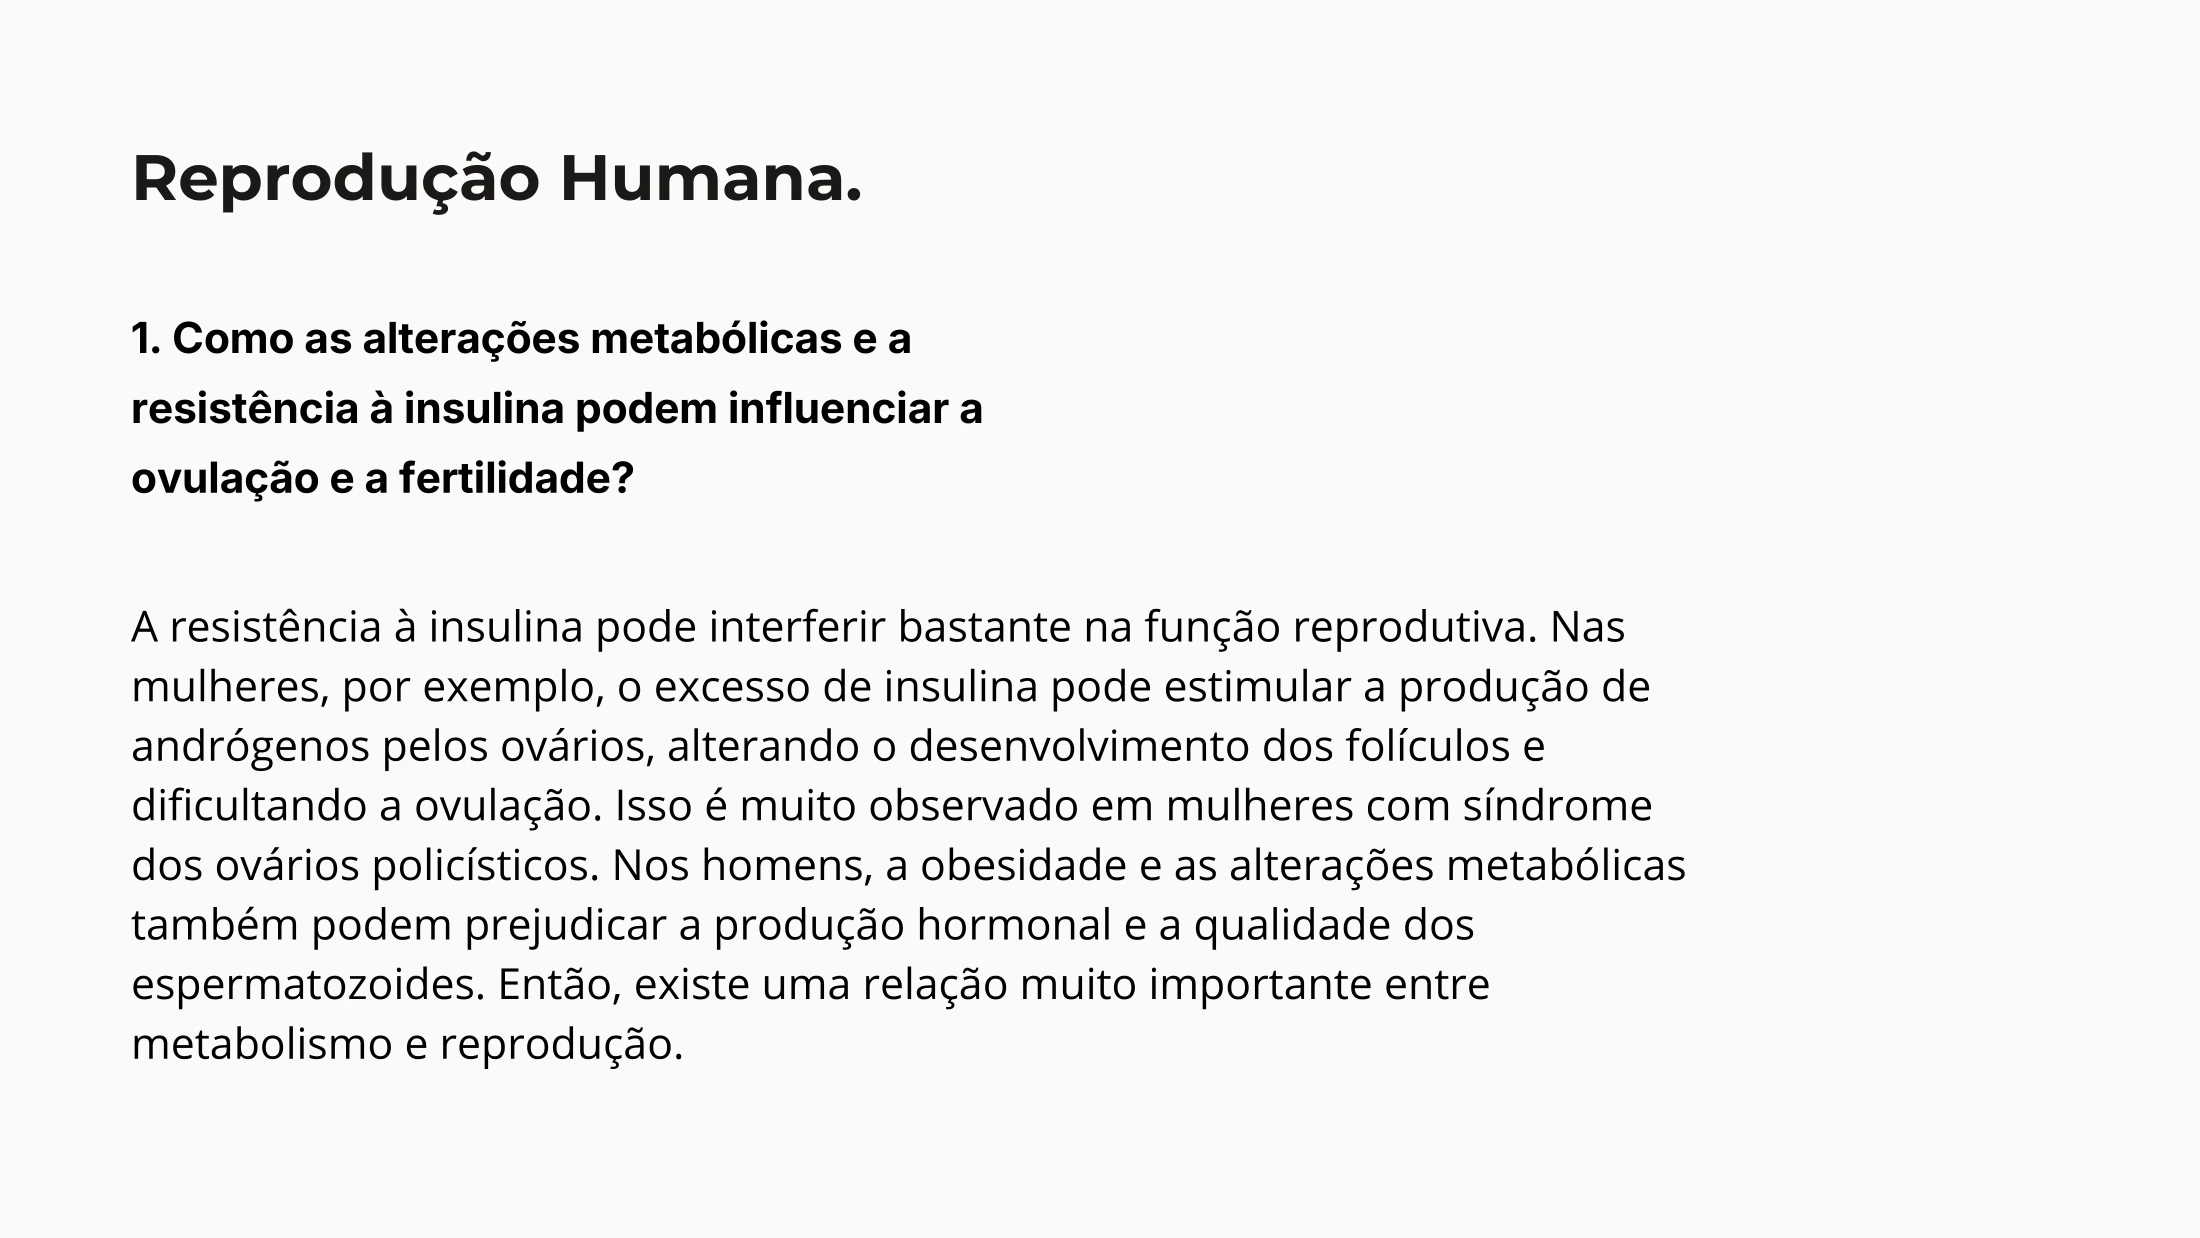 Reprodução Humana.
1. Como as alterações metabólicas e a
resistência à insulina podem influenciar a
ovulação e a fertilidade?
A resistência à insulina pode interferir bastante na função reprodutiva. Nas
mulheres, por exemplo, o excesso de insulina pode estimular a produção de
andrógenos pelos ovários, alterando o desenvolvimento dos folículos e
dificultando a ovulação. Isso é muito observado em mulheres com síndrome
dos ovários policísticos. Nos homens, a obesidade e as alterações metabólicas
também podem prejudicar a produção hormonal e a qualidade dos
espermatozoides. Então, existe uma relação muito importante entre
metabolismo e reprodução.